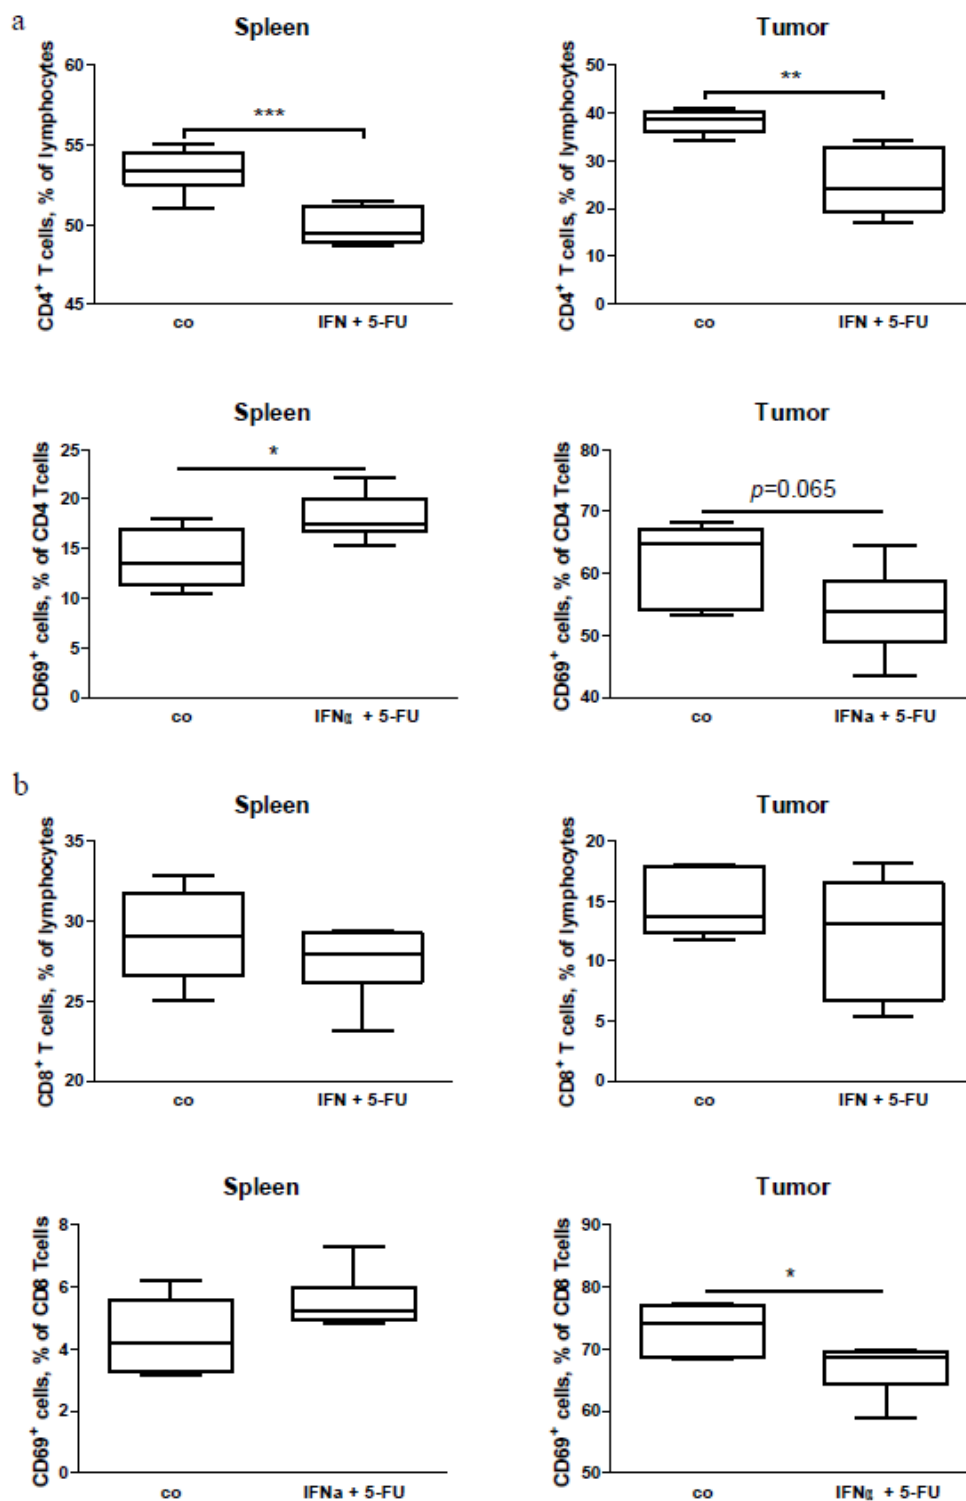 a
Spleen
CD4+ T cells, % of lymphocytes
60
55
50
45
***
co
IFN + 5-FU
Tumor
CD4+ T cells, % of lymphocytes
50
40
30
20
10
0
**
co
IFN + 5-FU
Spleen
CD69+ cells, % of CD4 Tcells
25
20
15
10
5
0
*
co
IFNα + 5-FU
Tumor
CD69+ cells, % of CD4 Tcells
80
70
60
50
40
p=0.065
co
IFNa + 5-FU
b
Spleen
CD8+ T cells, % of lymphocytes
35
30
25
20
co
IFN + 5-FU
Tumor
CD8+ T cells, % of lymphocytes
20
15
10
5
0
co
IFN + 5-FU
Spleen
CD69+ cells, % of CD8 Tcells
8
6
4
2
0
co
IFNa + 5-FU
Tumor
CD69+ cells, % of CD8 Tcells
90
80
70
60
50
*
co
IFNα + 5-FU